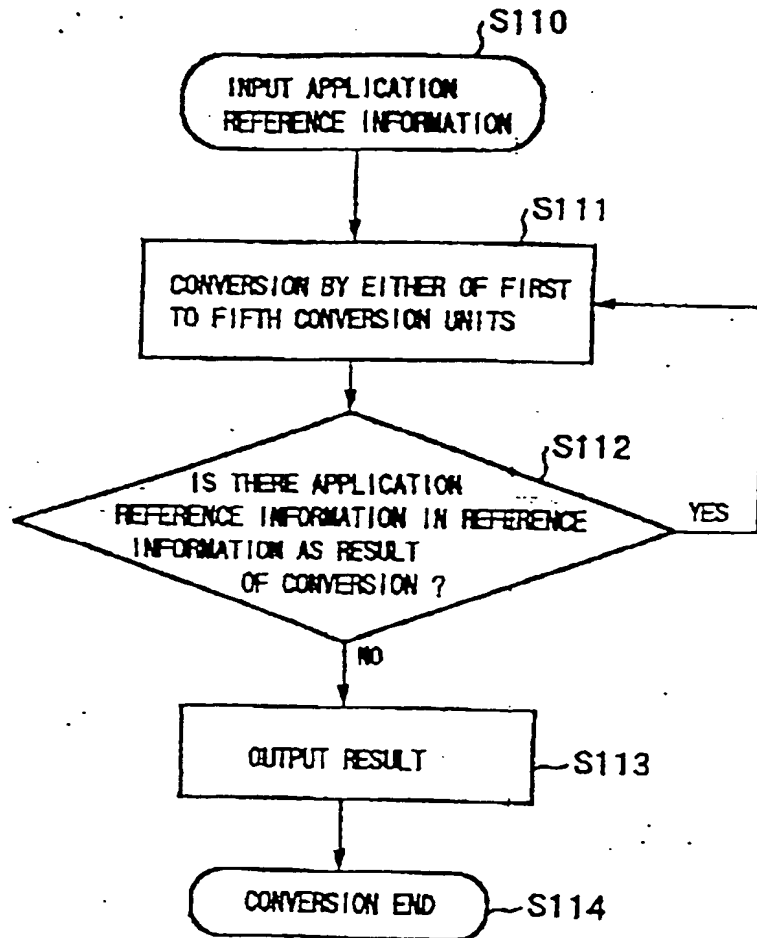 S110
INPUT APPLICATION
REFERENCE INFORMATION
S111
CONVERSION BY EITHER OF FIRST
TO FIFTH CONVERSION UNITS
S112
IS THERE APPLICATION
REFERENCE INFORMATION IN REFERENCE
INFORMATION AS RESULT
OF CONVERSION ?
YES
NO
OUTPUT RESULT
S113
CONVERSION END
S114